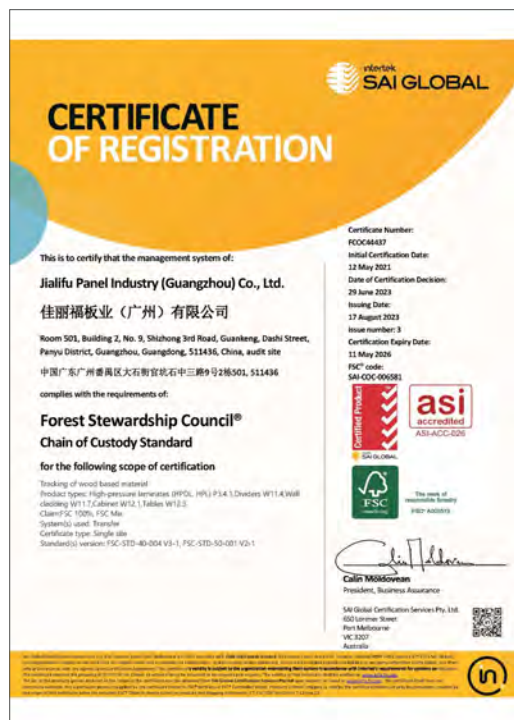 intertek
SAI GLOBAL
CERTIFICATE
OF REGISTRATION
This is to certify that the management system of:
Jialifu Panel Industry (Guangzhou) Co., Ltd.
佳丽福板业（广州）有限公司
Room 501, Building 2, No. 9, Shizhong 3rd Road, Guankeng, Dashi Street,
Panyu District, Guangzhou, Guangdong, 511436, China, audit site
中国广东广州番禺区大石街官坑石中三路9号2栋501, 511436
complies with the requirements of:
Forest Stewardship Council®
Chain of Custody Standard
for the following scope of certification
Tracking of wood based material
Product types: High-pressure laminates (HPDL, HPL) P3.4.1, Dividers W11.4, Wall
cladding W11.7, Cabinet W12.1, Tables W12.3
Claim: FSC 100%, FSC Mix
System(s) used: Transfer
Certificate type: Single site
Standard(s) version: FSC-STD-40-004 V3-1, FSC-STD-50-001 V2-1
Certificate Number:
FCOC44437
Initial Certification Date:
12 May 2021
Date of Certification Decision:
29 June 2023
Issuing Date:
17 August 2023
Issue number: 3
Certification Expiry Date:
11 May 2026
FSC® code:
SAI-COC-006581
Certified Product
SAI GLOBAL
asi
accredited
ASI-ACC-026
FSC
The mark of
responsible forestry
Calin Moldovean
President, Business Assurance
SAI Global Certification Services Pty. Ltd.
650 Lorimer Street
Port Melbourne
VIC 3207
Australia
in